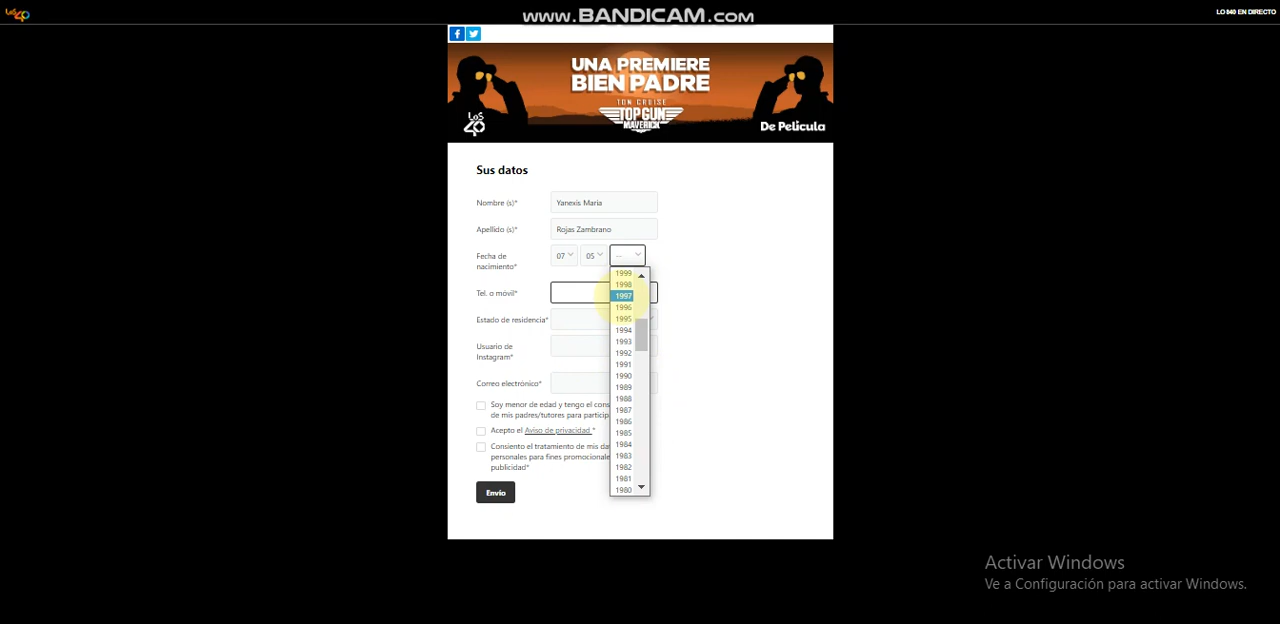 LOS 40
LOS40 EN DIRECTO
www.BANDICAM.com
UNA PREMIERE
BIEN PADRE
TOM CRUISE
TOP GUN
MAVERICK
LOS 40
De Película
Sus datos
Nombre (s)* Yanexis Maria
Apellido (s)* Rojas Zambrano
Fecha de nacimiento* 07 05 ...
1999
1998
1997
1996
1995
1994
1993
1992
1991
1990
1989
1988
1987
1986
1985
1984
1983
1982
1981
1980
Tel. o móvil*
Estado de residencia*
Usuario de
Instagram*
Correo electrónico*
Soy menor de edad y tengo el cons
de mis padres/tutores para particip
Acepto el Aviso de privacidad *
Consiento el tratamiento de mis da
personales para fines promocionale
publicidad*
Envío
Activar Windows
Ve a Configuración para activar Windows.